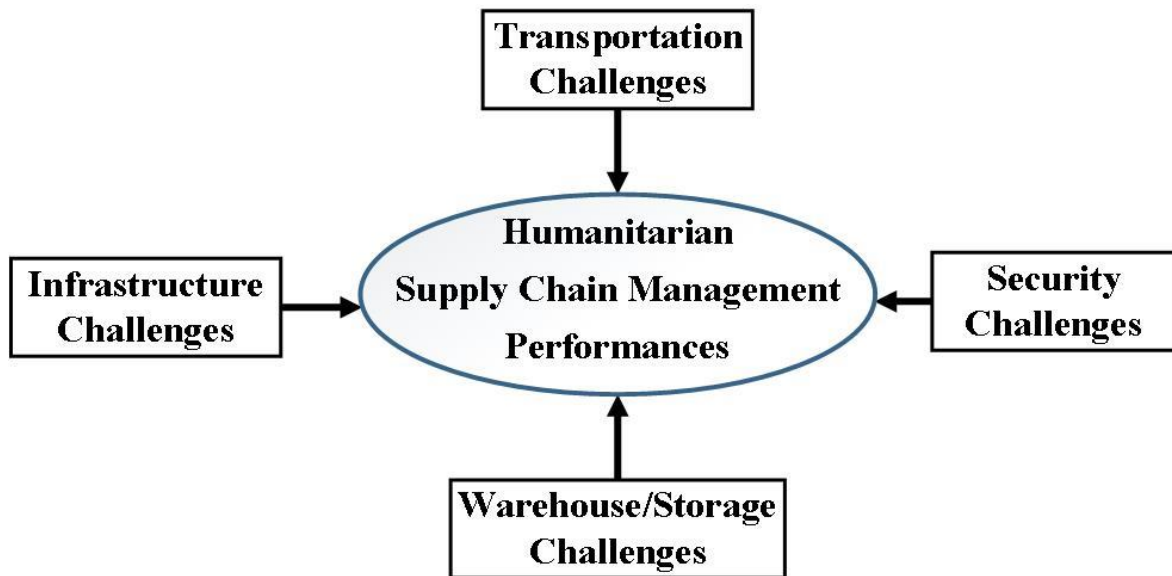 Transportation
Challenges
Humanitarian
Supply Chain Management
Performances
Infrastructure
Challenges
Security
Challenges
Warehouse/Storage
Challenges